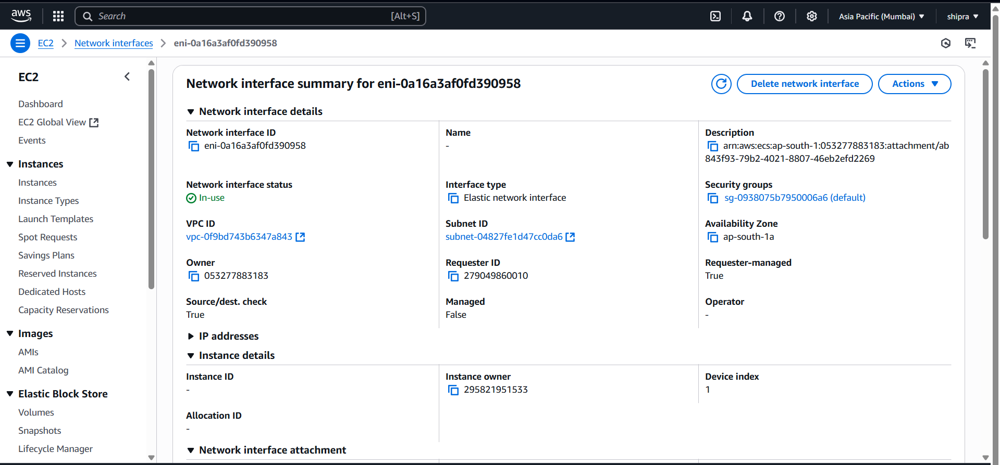 aws
Search
[Alt+S]
Asia Pacific (Mumbai)
shipra
EC2
Network interfaces
eni-0a16a3af0fd390958
EC2
Dashboard
EC2 Global View
Events
Instances
Instances
Instance Types
Launch Templates
Spot Requests
Savings Plans
Reserved Instances
Dedicated Hosts
Capacity Reservations
Images
AMIs
AMI Catalog
Elastic Block Store
Volumes
Snapshots
Lifecycle Manager
Network interface summary for eni-0a16a3af0fd390958
Delete network interface
Actions
Network interface details
Network interface ID
eni-0a16a3af0fd390958
Name
-
Description
arn:aws:ecs:ap-south-1:053277883183:attachment/ab
843f93-79b2-4021-8807-46eb2efd2269
Network interface status
In-use
Interface type
Elastic network interface
Security groups
sg-0938075b7950006a6 (default)
VPC ID
vpc-0f9bd743b6347a843
Subnet ID
subnet-04827fe1d47cc0da6
Availability Zone
ap-south-1a
Owner
053277883183
Requester ID
279049860010
Requester-managed
True
Source/dest. check
True
Managed
False
Operator
-
IP addresses
Instance details
Instance ID
-
Instance owner
295821951533
Device index
1
Allocation ID
-
Network interface attachment